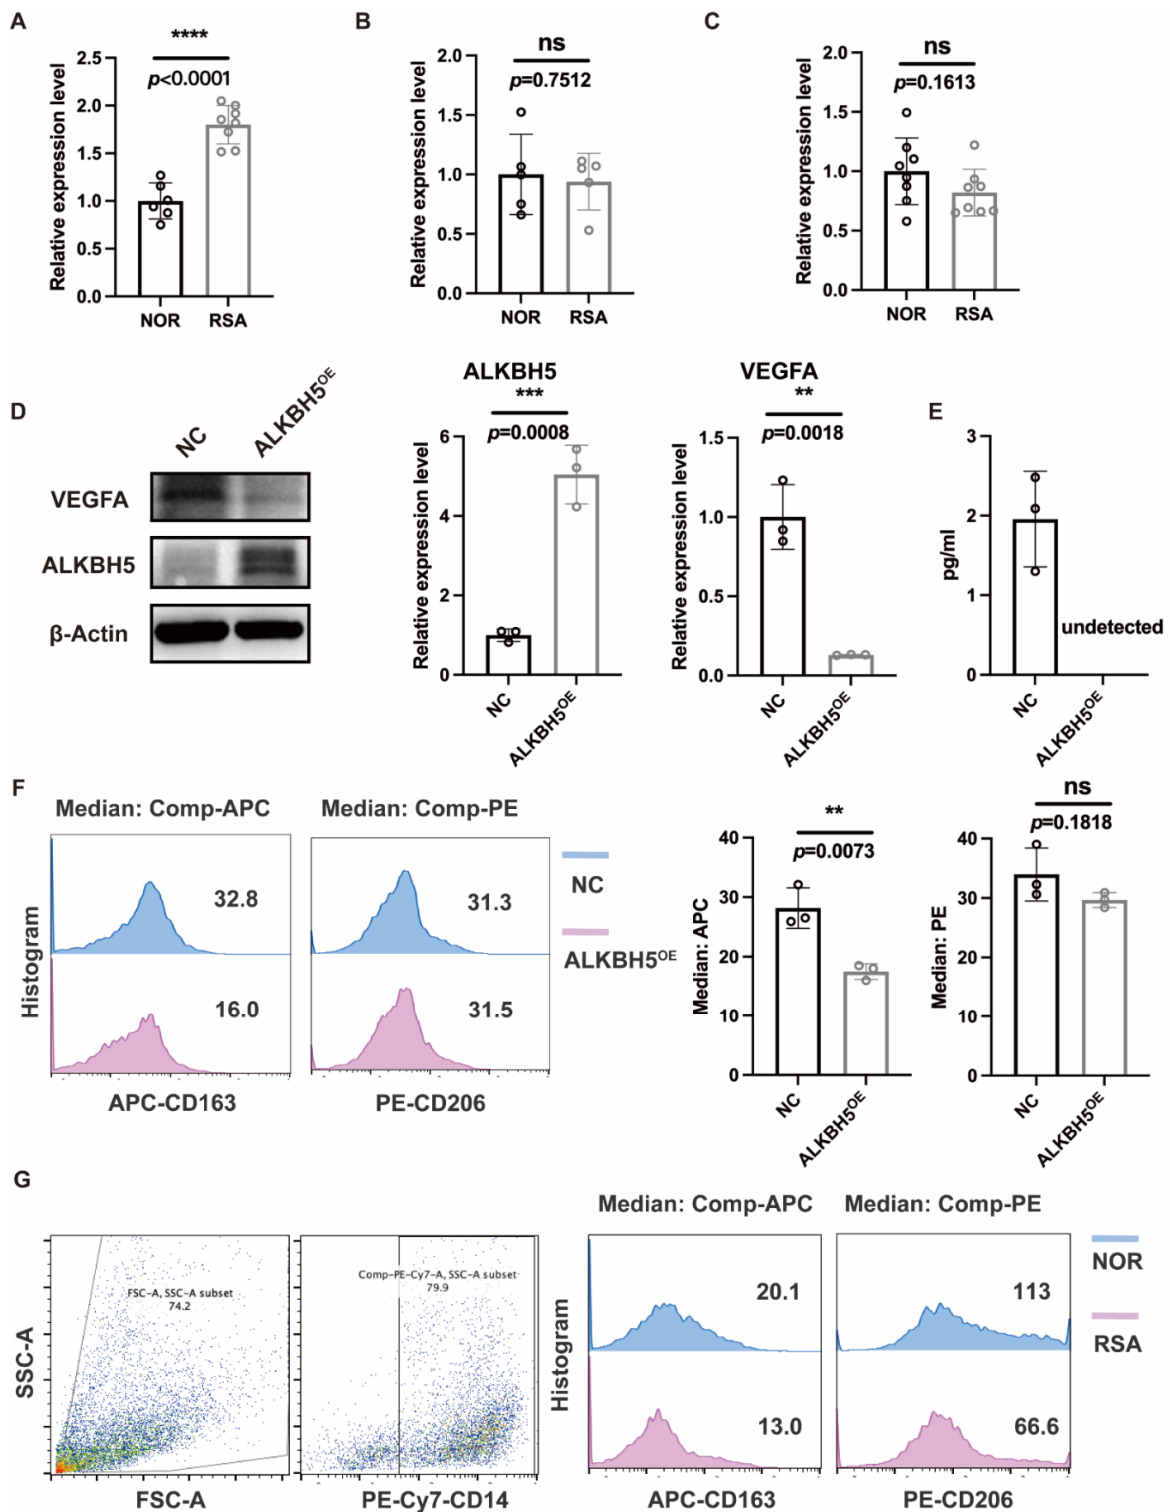 A
****
p<0.0001
Relative expression level
2.5
2.0
1.5
1.0
0.5
0.0
NOR
RSA
B
ns
p=0.7512
Relative expression level
2.0
1.5
1.0
0.5
0.0
NOR
RSA
C
ns
p=0.1613
Relative expression level
2.0
1.5
1.0
0.5
0.0
NOR
RSA
D
NC
ALKBH5OE
VEGFA
ALKBH5
β-Actin
ALKBH5
***
p=0.0008
Relative expression level
6
4
2
0
NC
ALKBH5OE
VEGFA
**
p=0.0018
Relative expression level
1.5
1.0
0.5
0.0
NC
ALKBH5OE
E
pg/ml
3
2
1
0
undetected
NC
ALKBH5OE
F
Median: Comp-APC
Median: Comp-PE
Histogram
32.8
16.0
31.3
31.5
APC-CD163
PE-CD206
NC
ALKBH5OE
**
p=0.0073
Median: APC
40
30
20
10
0
NC
ALKBH5OE
ns
p=0.1818
Median: PE
40
30
20
10
0
NC
ALKBH5OE
G
SSC-A
FSC-A, SSC-A subset
74.2
FSC-A
Comp-PE-Cy7-A, SSC-A subset
79.9
PE-Cy7-CD14
Median: Comp-APC
Median: Comp-PE
Histogram
20.1
13.0
113
66.6
APC-CD163
PE-CD206
NOR
RSA